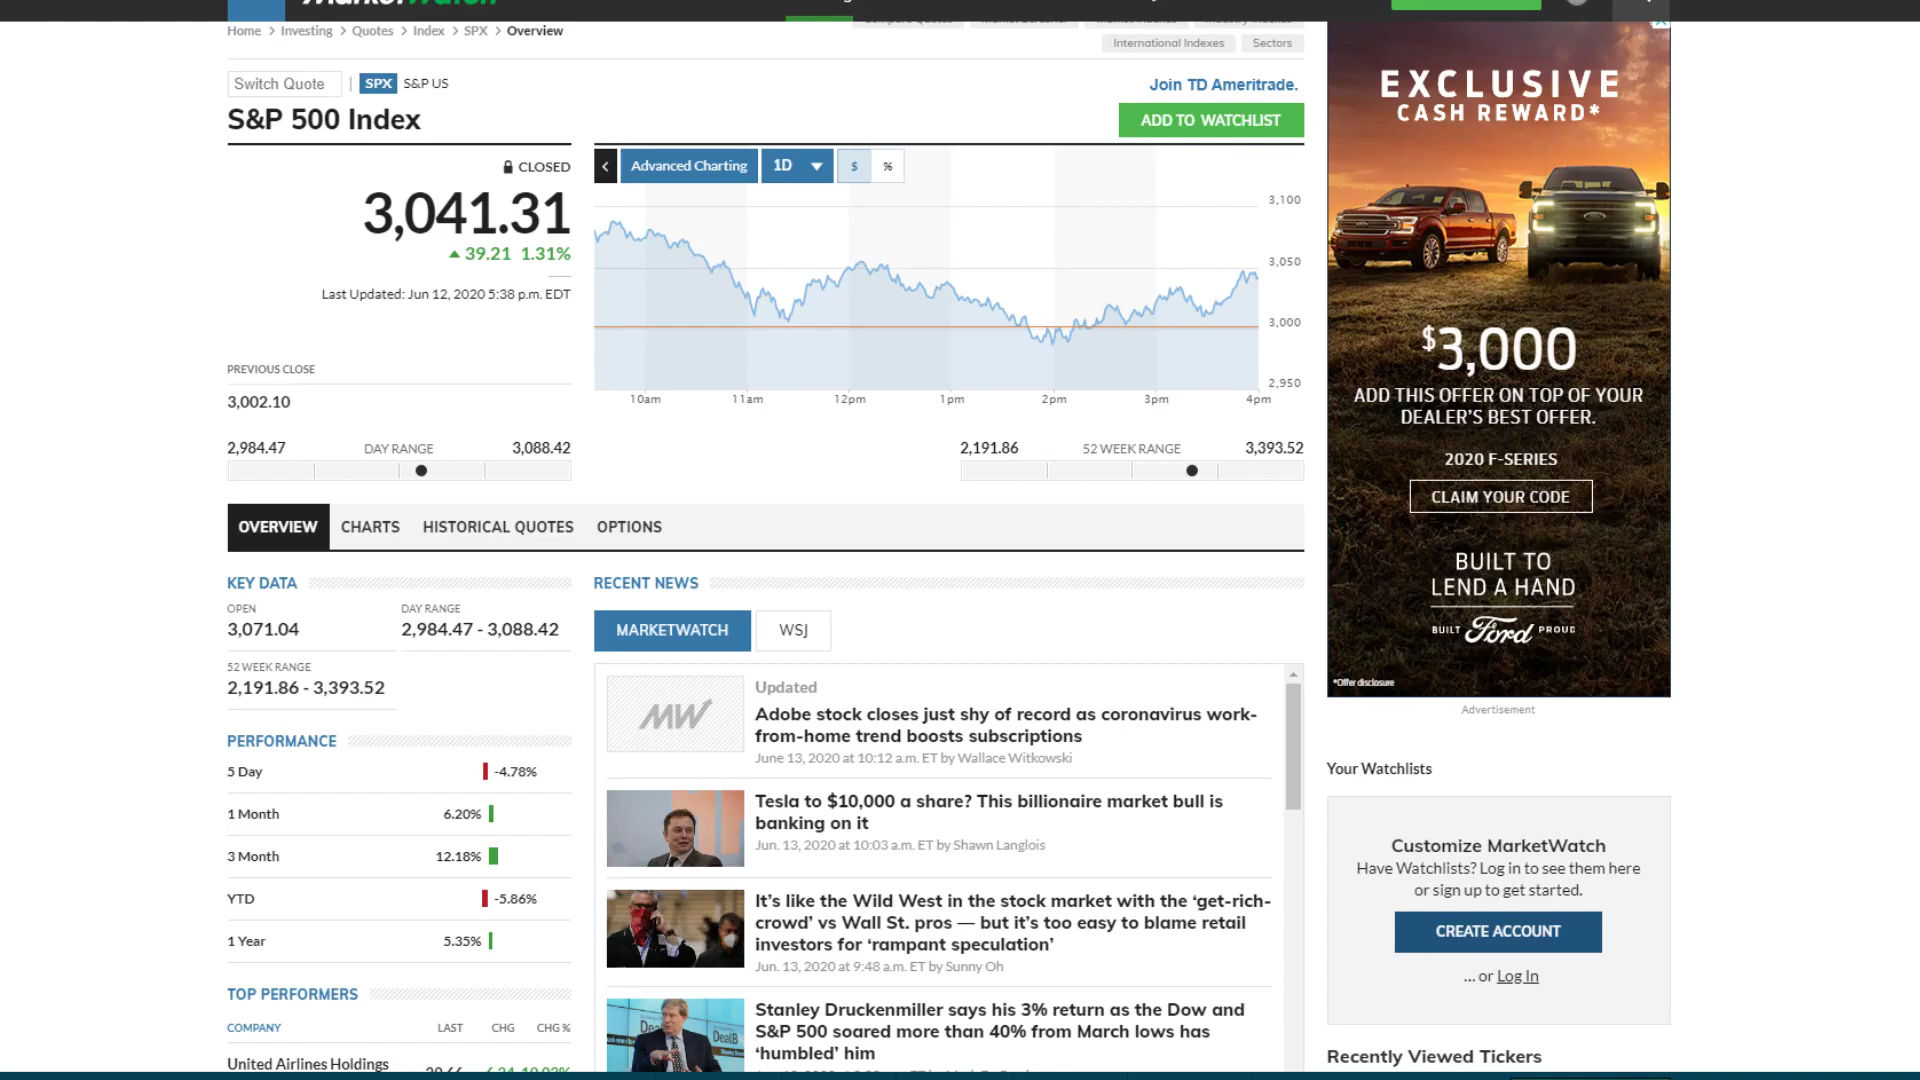 Home > Investing > Quotes > Index > SPX > Overview
International Indexes
Sectors
Switch Quote | SPX S&P US
Join TD Ameritrade.
S&P 500 Index
ADD TO WATCHLIST
CLOSED
3,041.31
39.21 1.31%
Last Updated: Jun 12, 2020 5:38 p.m. EDT
PREVIOUS CLOSE
3,002.10
2,984.47 DAY RANGE 3,088.42
< Advanced Charting 1D $ %
3,100
3,050
3,000
2,950
10am 11am 12pm 1pm 2pm 3pm 4pm
2,191.86 52 WEEK RANGE 3,393.52
OVERVIEW CHARTS HISTORICAL QUOTES OPTIONS
KEY DATA
OPEN
3,071.04
DAY RANGE
2,984.47 - 3,088.42
52 WEEK RANGE
2,191.86 - 3,393.52
PERFORMANCE
5 Day -4.78%
1 Month 6.20%
3 Month 12.18%
YTD -5.86%
1 Year 5.35%
TOP PERFORMERS
COMPANY LAST CHG CHG %
United Airlines Holdings
RECENT NEWS
MARKETWATCH WSJ
MW
Updated
Adobe stock closes just shy of record as coronavirus work-
from-home trend boosts subscriptions
June 13, 2020 at 10:12 a.m. ET by Wallace Witkowski
Tesla to $10,000 a share? This billionaire market bull is
banking on it
Jun. 13, 2020 at 10:03 a.m. ET by Shawn Langlois
It's like the Wild West in the stock market with the ‘get-rich-
crowd’ vs Wall St. pros — but it's too easy to blame retail
investors for ‘rampant speculation’
Jun. 13, 2020 at 9:48 a.m. ET by Sunny Oh
Stanley Druckenmiller says his 3% return as the Dow and
S&P 500 soared more than 40% from March lows has
‘humbled’ him
EXCLUSIVE
CASH REWARD*
$3,000
ADD THIS OFFER ON TOP OF YOUR
DEALER'S BEST OFFER.
2020 F-SERIES
CLAIM YOUR CODE
BUILT TO
LEND A HAND
BUILT Ford PROUD
*Offer disclosure
Advertisement
Your Watchlists
Customize MarketWatch
Have Watchlists? Log in to see them here
or sign up to get started.
CREATE ACCOUNT
... or Log In
Recently Viewed Tickers